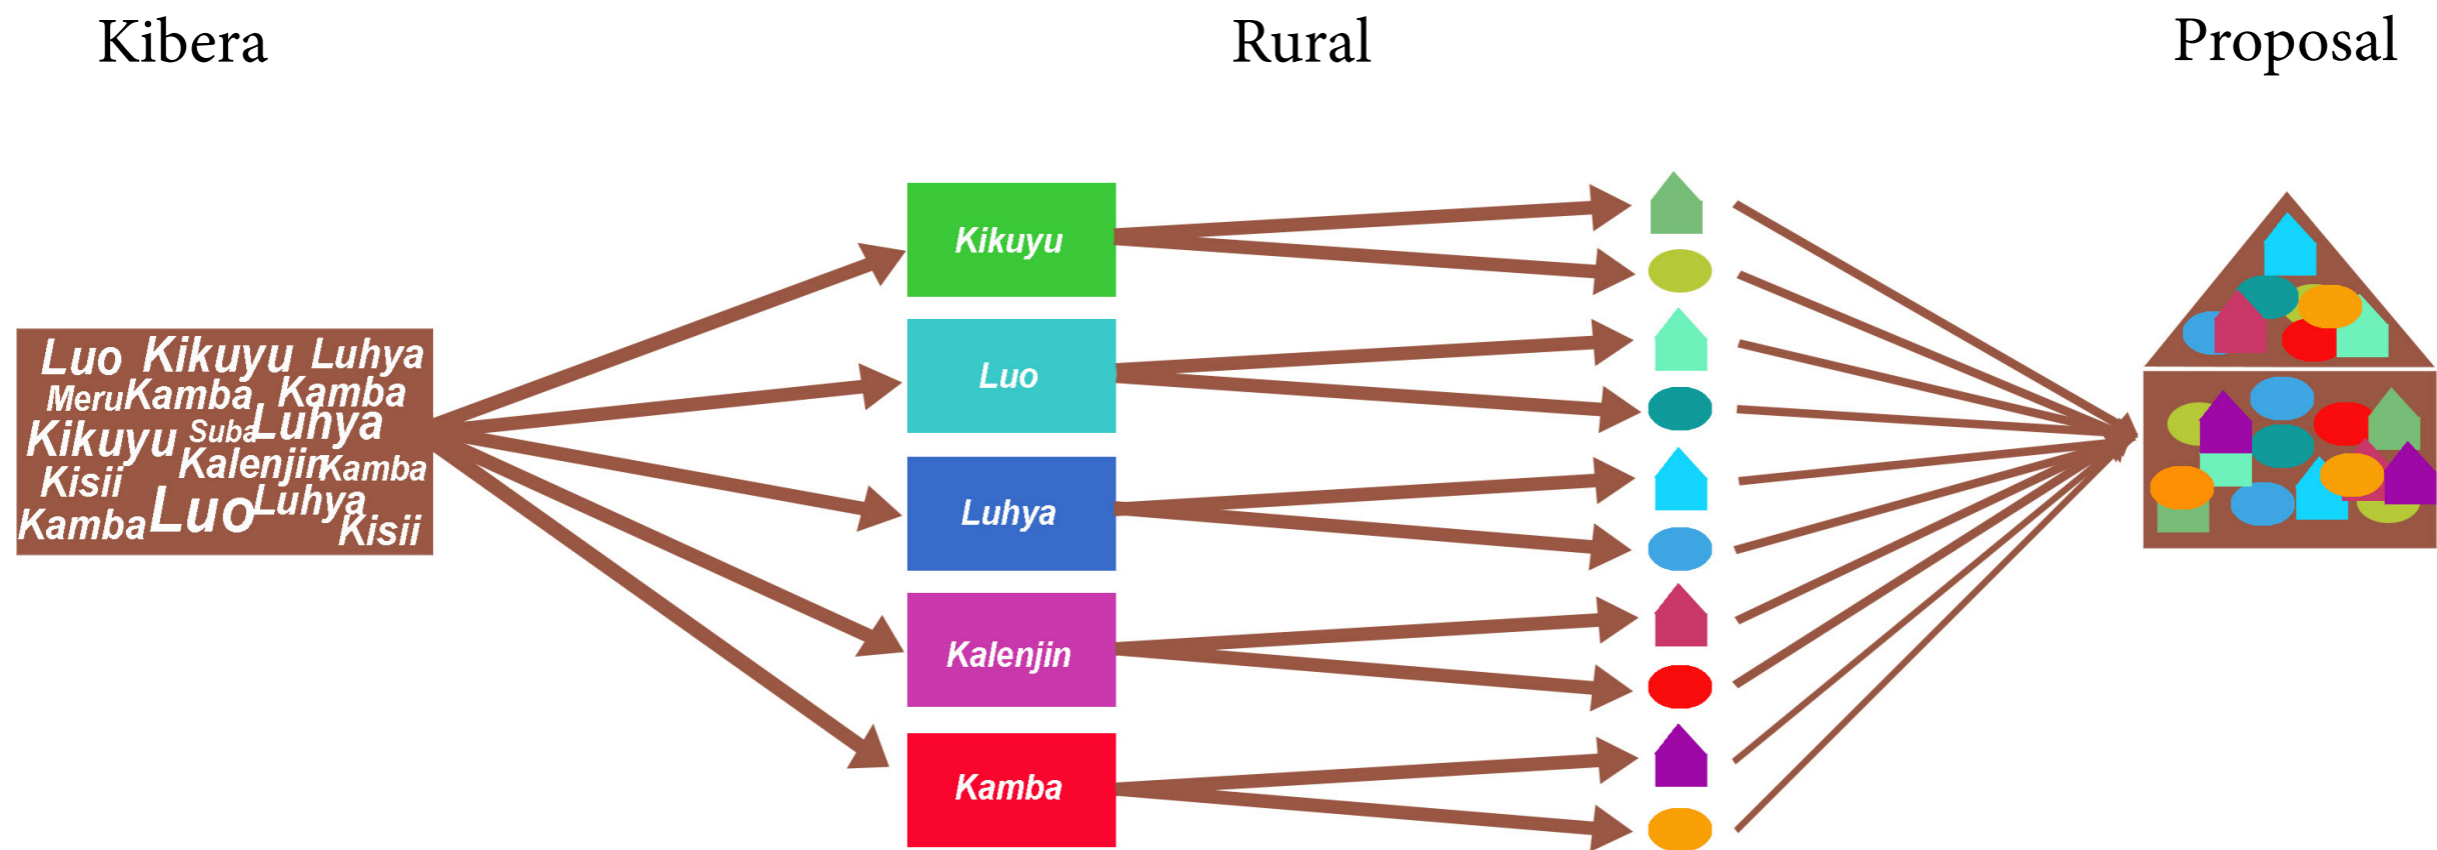 Kibera
Rural
Proposal
Luo Kikuyu Luhya
Meru Kamba Kamba
Kikuyu Suba Luhya
Kisii Kalenjin Kamba
Kamba Luo Luhya
Kisii
Kikuyu
Luo
Luhya
Kalenjin
Kamba